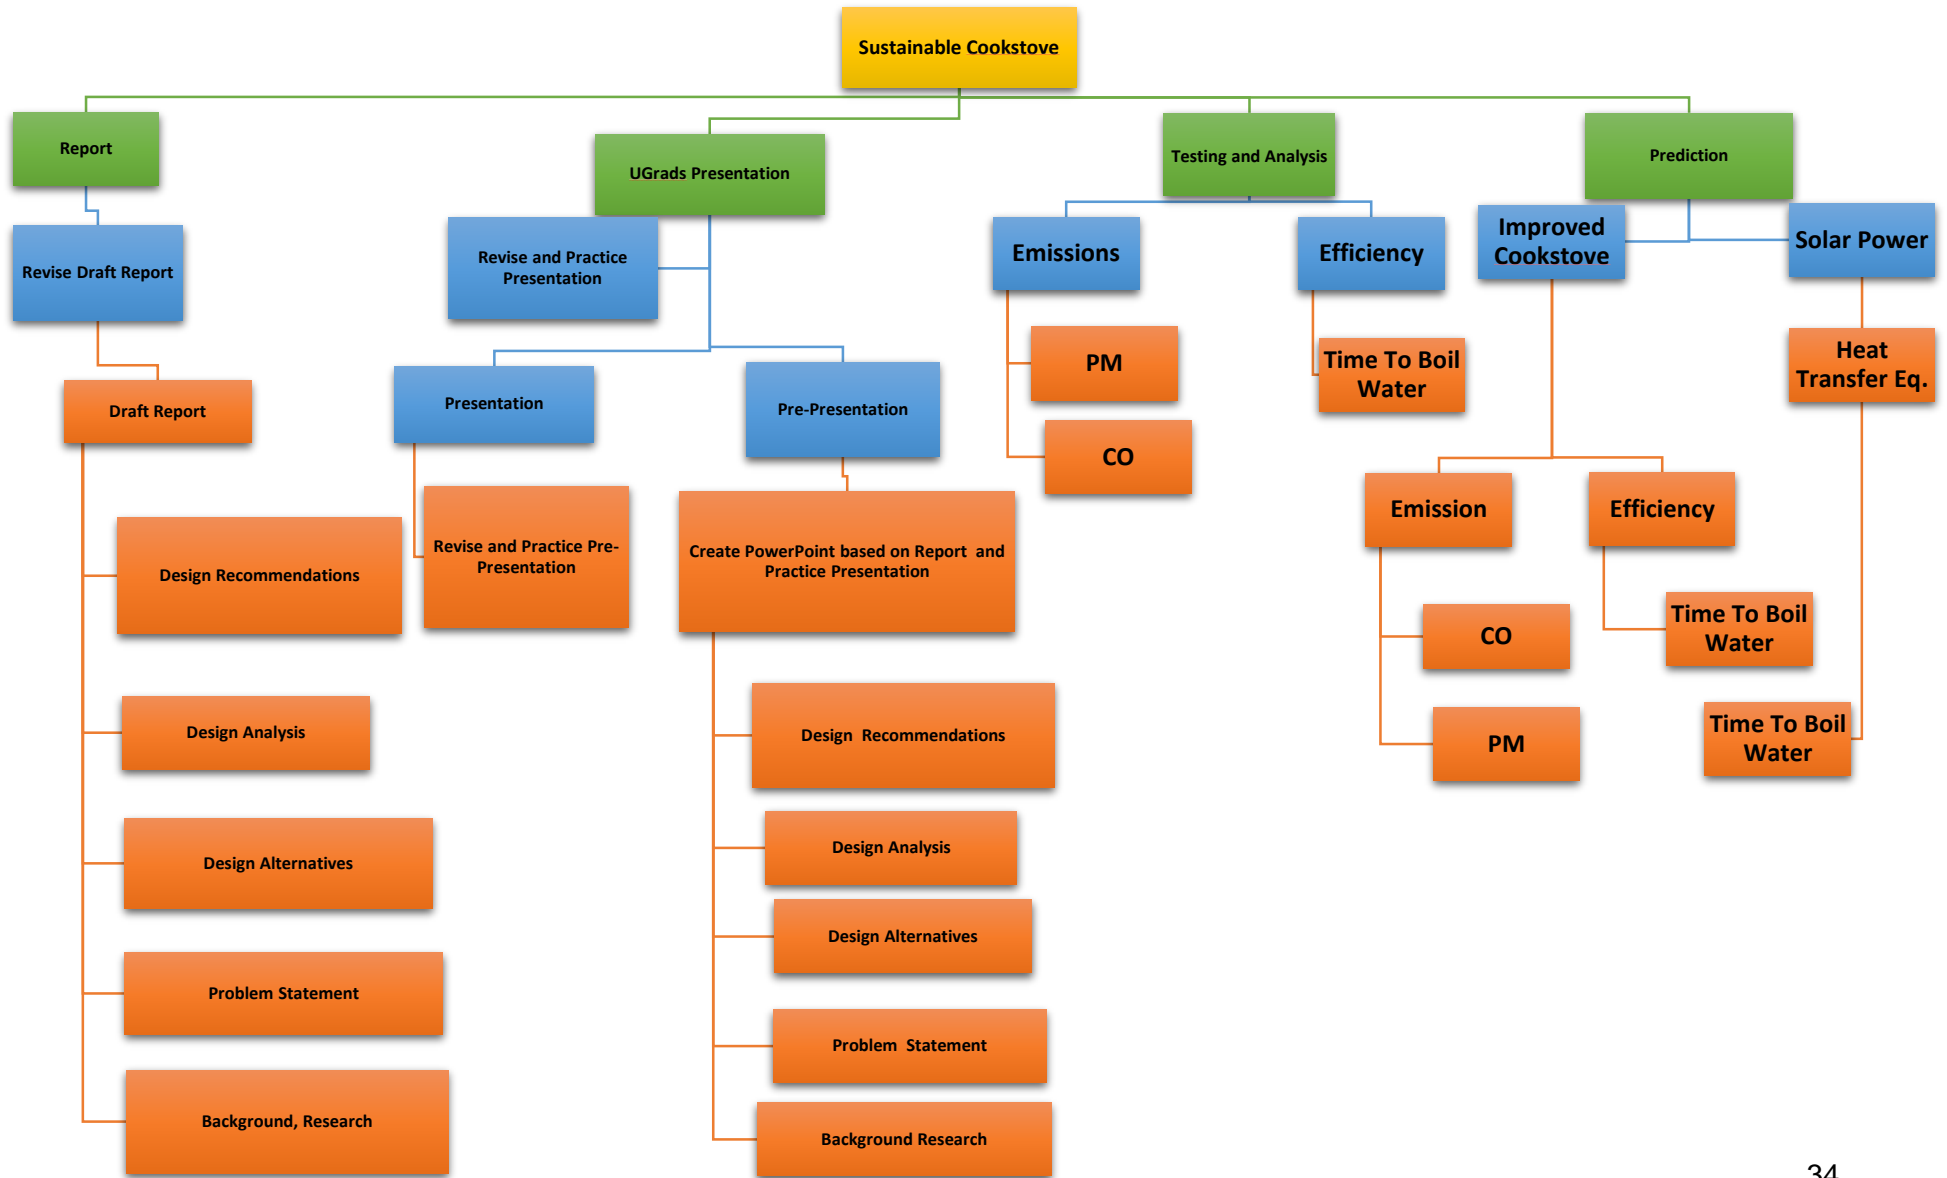 Sustainable Cookstove
Report
UGrads Presentation
Testing and Analysis
Prediction
Revise Draft Report
Revise and Practice
Presentation
Emissions
Efficiency
Improved
Cookstove
Solar Power
Draft Report
Presentation
Pre-Presentation
PM
CO
Time To Boil
Water
Heat
Transfer Eq.
Design Recommendations
Revise and Practice Pre-
Presentation
Create PowerPoint based on Report  and
Practice Presentation
Emission
Efficiency
CO
PM
Time To Boil
Water
Time To Boil
Water
Design Analysis
Design Alternatives
Problem Statement
Background, Research
Design  Recommendations
Design Analysis
Design Alternatives
Problem  Statement
Background Research
34